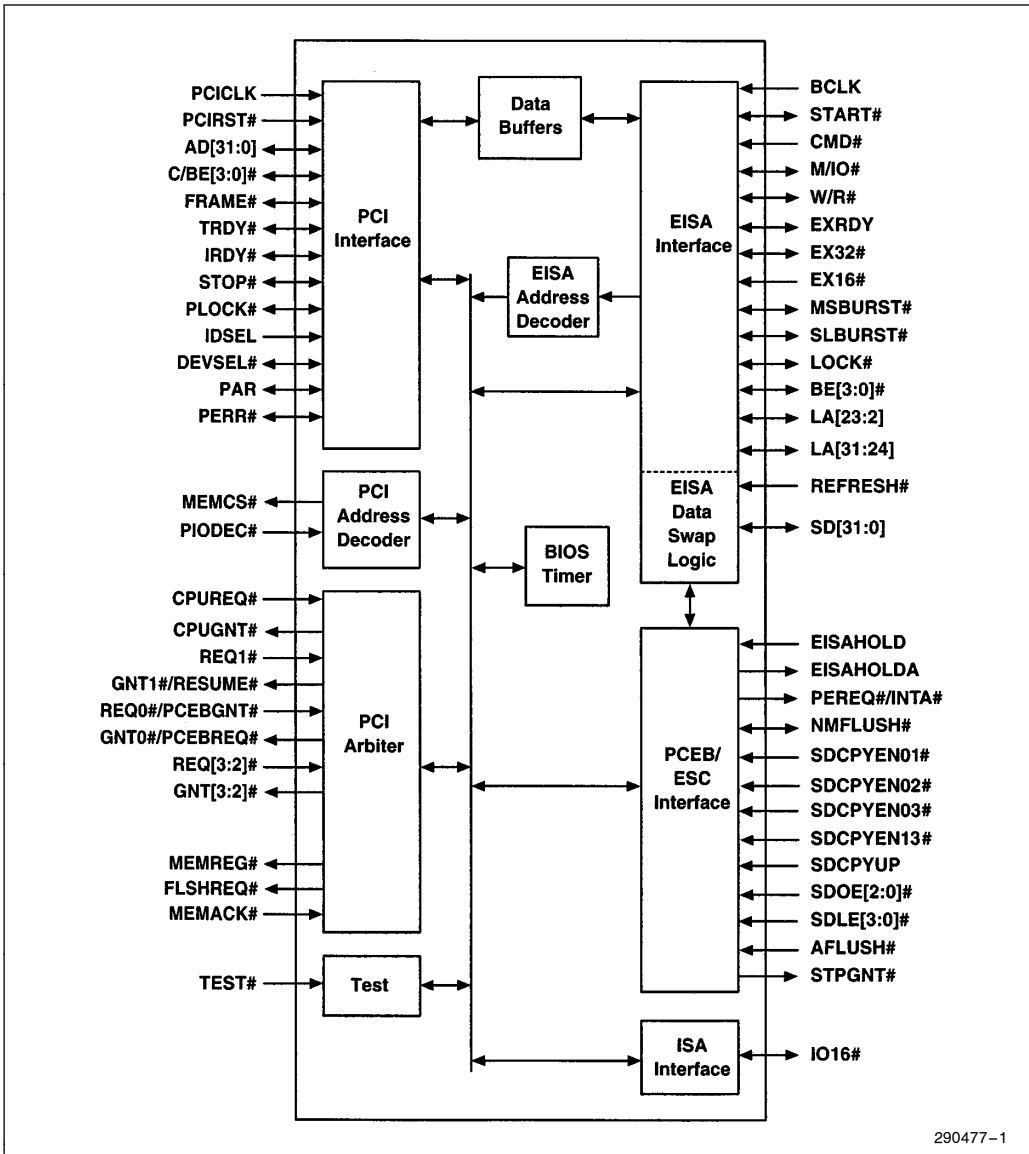 PCICLK
PCIRST#
AD[31:0]
C/BE[3:0]#
FRAME#
TRDY#
IRDY#
STOP#
PLOCK#
IDSEL
DEVSEL#
PAR
PERR#
MEMCS#
PIODEC#
CPUREQ#
CPUGNT#
REQ1#
GNT1#/RESUME#
REQ0#/PCEBGNT#
GNT0#/PCEBREQ#
REQ[3:2]#
GNT[3:2]#
MEMREG#
FLSHREQ#
MEMACK#
TEST#
PCI
Interface
PCI
Address
Decoder
PCI
Arbiter
Test
Data
Buffers
EISA
Address
Decoder
BIOS
Timer
EISA
Interface
EISA
Data
Swap
Logic
PCEB/
ESC
Interface
ISA
Interface
BCLK
START#
CMD#
M/IO#
W/R#
EXRDY
EX32#
EX16#
MSBURST#
SLBURST#
LOCK#
BE[3:0]#
LA[23:2]
LA[31:24]
REFRESH#
SD[31:0]
EISAHOLD
EISAHOLDA
PEREQ#/INTA#
NMFLUSH#
SDCPYEN01#
SDCPYEN02#
SDCPYEN03#
SDCPYEN13#
SDCPYUP
SDOE[2:0]#
SDLE[3:0]#
AFLUSH#
STPGNT#
IO16#
290477–1